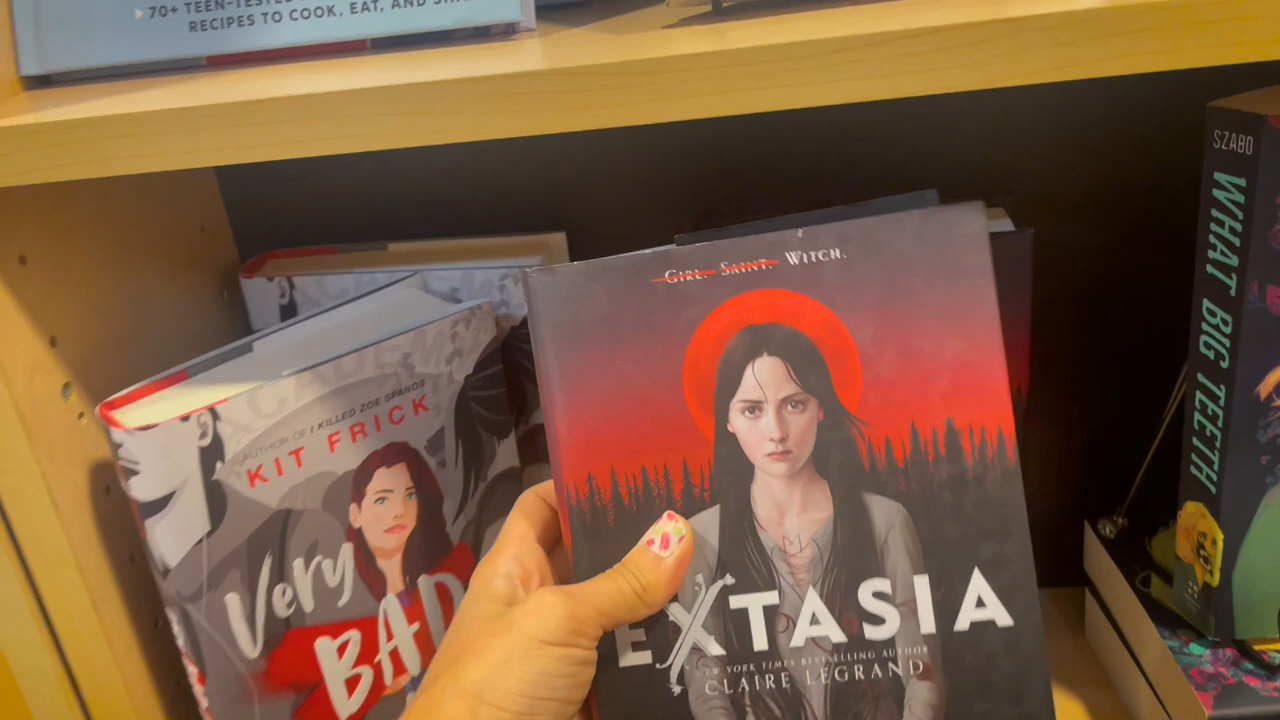 70+ TEEN-TESTED
RECIPES TO COOK, EAT, AND
GIRL. SAINT. WITCH.
EXTASIA
NEW YORK TIMES BESTSELLING AUTHOR
CLAIRE LEGRAND
ACADEMY
AUTHOR OF I KILLED ZOE SPANOS
KIT FRICK
Very
BAD
SZABO
WHAT BIG TEETH